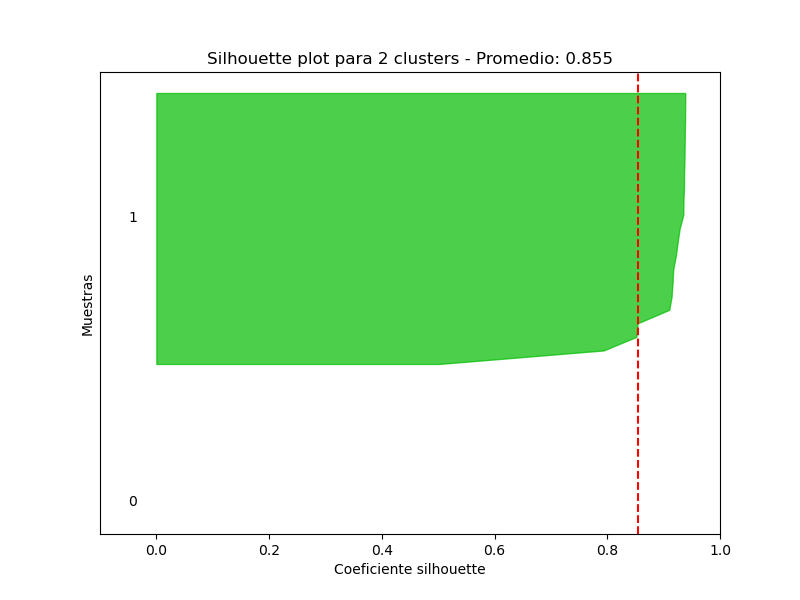 Silhouette plot para 2 clusters - Promedio: 0.855
1
Muestras
0
0.0 0.2 0.4 0.6 0.8 1.0
Coeficiente silhouette